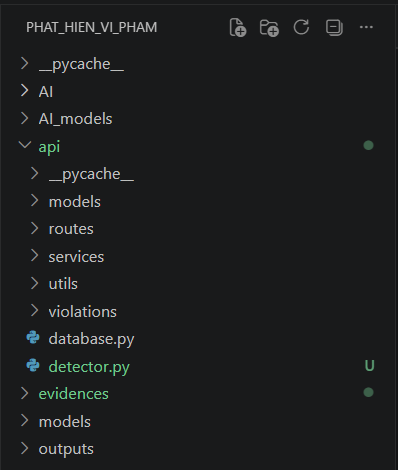 PHAT_HIEN_VI_PHAM
__pycache__
AI
AI_models
api
__pycache__
models
routes
services
utils
violations
database.py
detector.py U
evidences
models
outputs